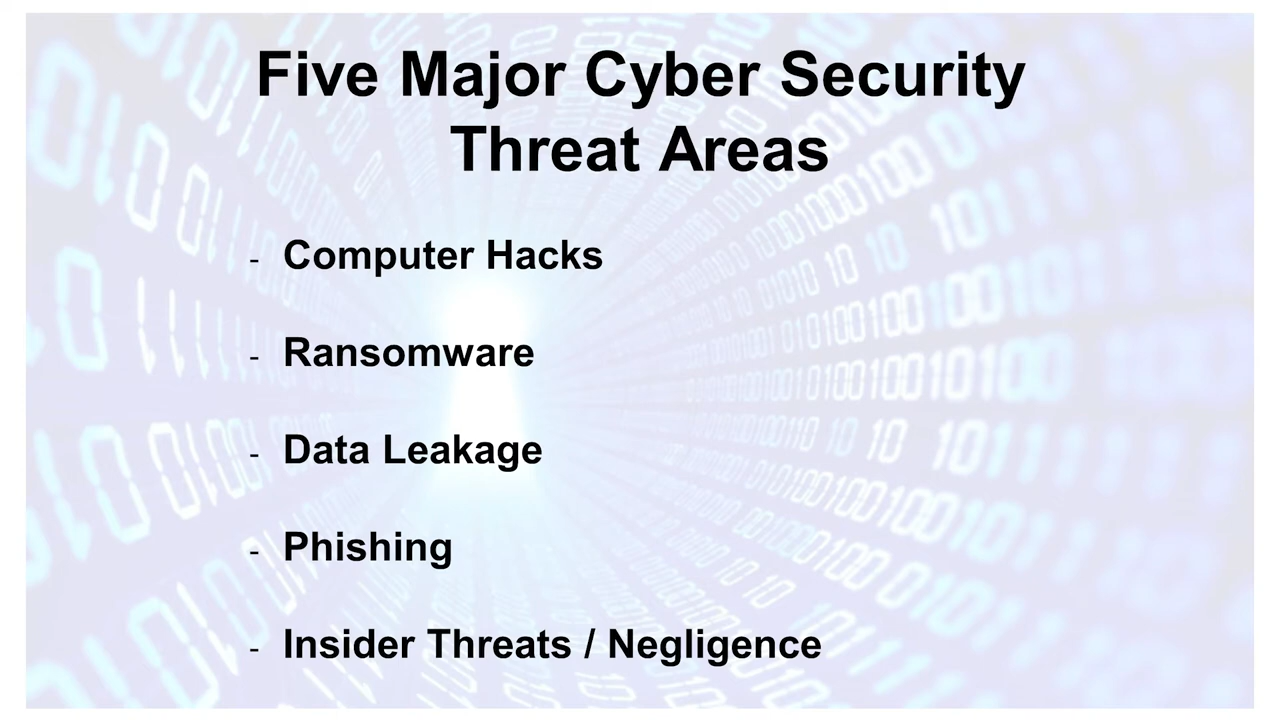 Five Major Cyber Security
Threat Areas
- Computer Hacks
- Ransomware
- Data Leakage
- Phishing
- Insider Threats / Negligence